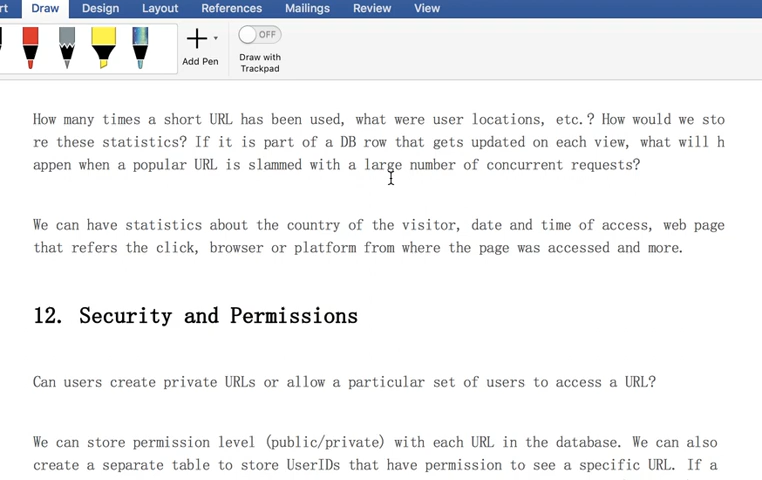 Draw Design Layout References Mailings Review View
OFF
Add Pen Draw with
Trackpad
How many times a short URL has been used, what were user locations, etc.? How would we sto
re these statistics? If it is part of a DB row that gets updated on each view, what will h
appen when a popular URL is slammed with a large number of concurrent requests?
We can have statistics about the country of the visitor, date and time of access, web page
that refers the click, browser or platform from where the page was accessed and more.
12. Security and Permissions
Can users create private URLs or allow a particular set of users to access a URL?
We can store permission level (public/private) with each URL in the database. We can also
create a separate table to store UserIDs that have permission to see a specific URL. If a